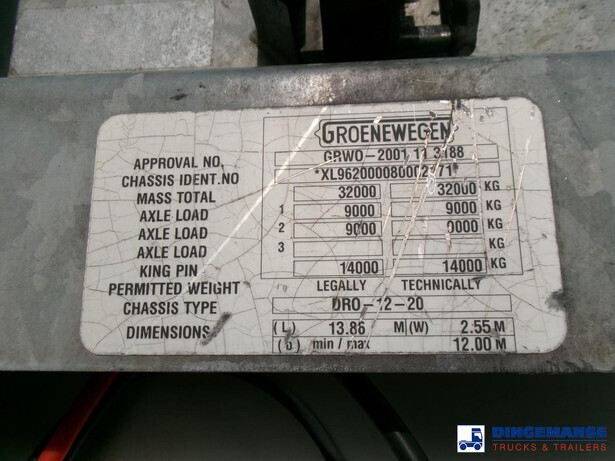 GROENEWEGEN
APPROVAL NO. GRWO-2001 11 3188
CHASSIS IDENT.NO
MASS TOTAL 32000 32000 KG
AXLE LOAD 1 9000 9000 KG
AXLE LOAD 2 9000 9000 KG
AXLE LOAD 3 KG
KING PIN 14000 14000 KG
PERMITTED WEIGHT LEGALLY TECHNICALLY
CHASSIS TYPE DRO-12-20
DIMENSIONS (L) 13.86 M (W) 2.55 M
(b) min / max 12.00 M
DINGEMANSE
TRUCKS & TRAILERS